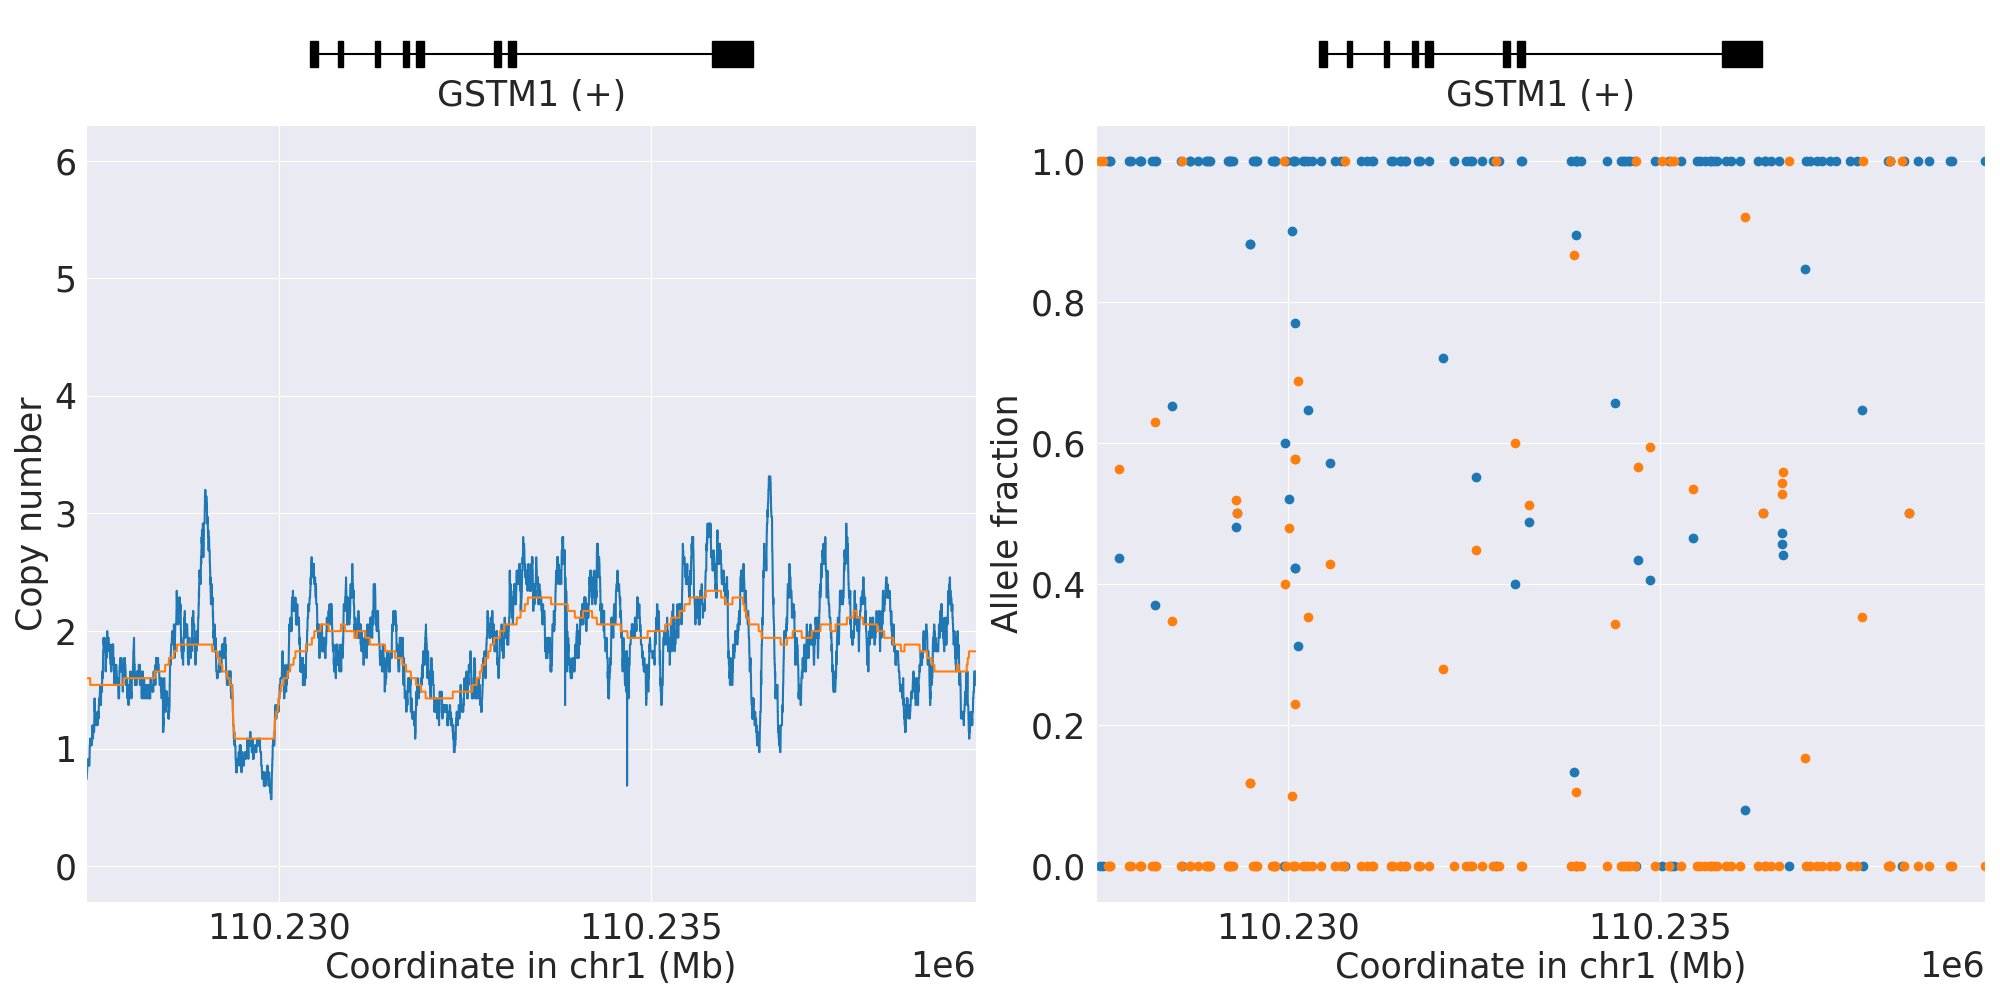 GSTM1 (+)
Copy number
6
5
4
3
2
1
0
110.230
110.235
Coordinate in chr1 (Mb)
1e6
GSTM1 (+)
Allele fraction
1.0
0.8
0.6
0.4
0.2
0.0
110.230
110.235
Coordinate in chr1 (Mb)
1e6